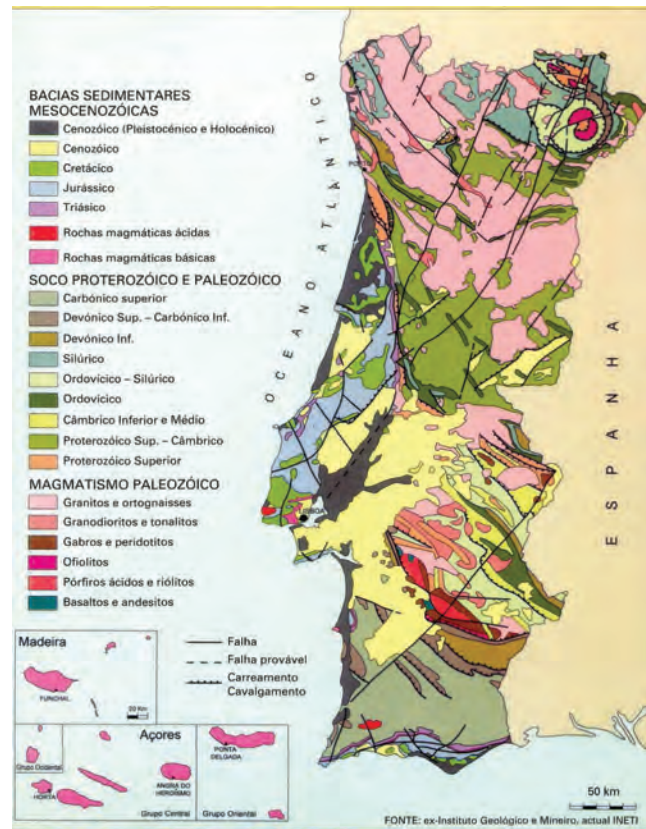 BACIAS SEDIMENTARES
MESOCENOZÓICAS
Cenozóico (Pleistocénico e Holocénico)
Cenozóico
Cretácico
Jurássico
Triásico
Rochas magmáticas ácidas
Rochas magmáticas básicas
SOCO PROTEROZÓICO E PALEOZÓICO
Carbónico superior
Devónico Sup. – Carbónico Inf.
Devónico Inf.
Silúrico
Ordovícico – Silúrico
Ordovícico
Câmbrico Inferior e Médio
Proterozóico Sup. – Câmbrico
Proterozóico Superior
MAGMATISMO PALEOZÓICO
Granitos e ortognaisses
Granodioritos e tonalitos
Gabros e peridotitos
Ofiolitos
Pórfiros ácidos e riólitos
Basaltos e andesitos
OCEANO ATLÂNTICO
LISBOA
ESPANHA
Madeira
FUNCHAL
20 Km
Falha
Falha provável
Carreamento
Cavalgamento
Açores
Grupo Ocidental
HORTA
ANGRA DO
HEROÍSMO
Grupo Central
PONTA
DELGADA
Grupo Oriental
50 km
FONTE: ex-Instituto Geológico e Mineiro, actual INETI